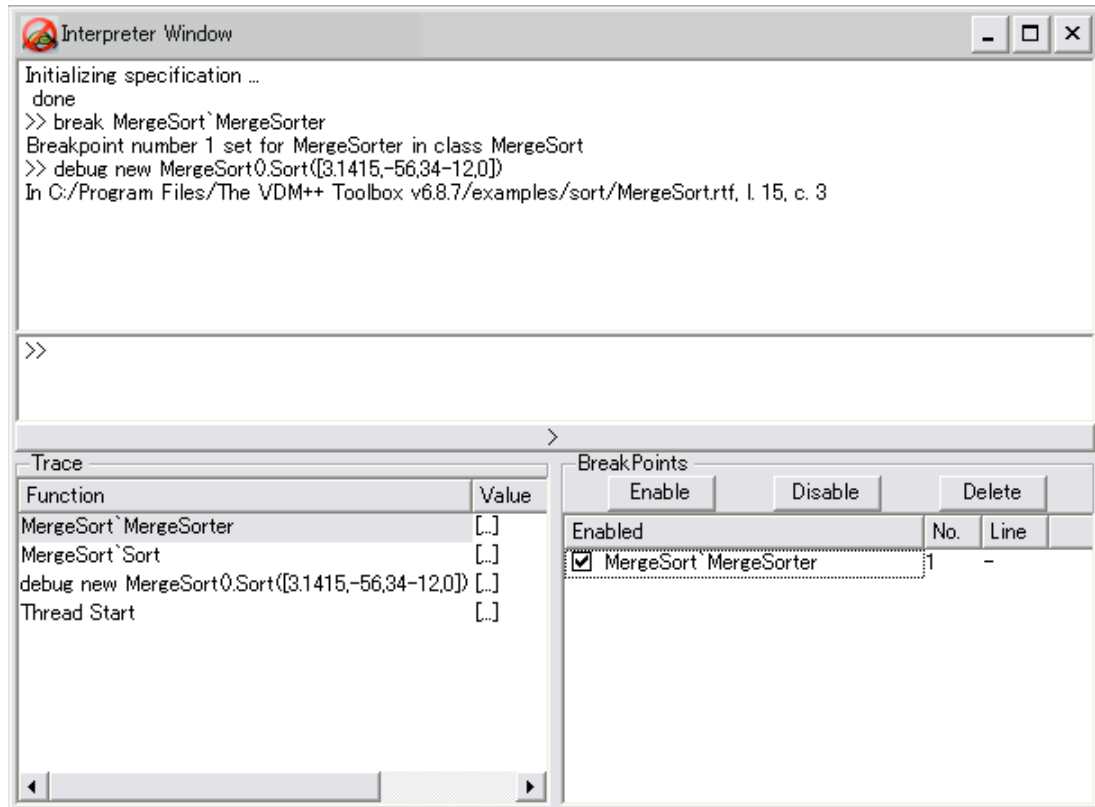 Interpreter Window
Initializing specification ...
done
>> break MergeSort`MergeSorter
Breakpoint number 1 set for MergeSorter in class MergeSort
>> debug new MergeSort().Sort([3.1415,-56,34-12,0])
In C:/Program Files/The VDM++ Toolbox v6.8.7/examples/sort/MergeSort.rtf, l. 15, c. 3
>>
>
Trace
Function Value
MergeSort`MergeSorter [...]
MergeSort`Sort [...]
debug new MergeSort().Sort([3.1415,-56,34-12,0]) [...]
Thread Start [...]
BreakPoints
Enable Disable Delete
Enabled No. Line
MergeSort`MergeSorter 1 -